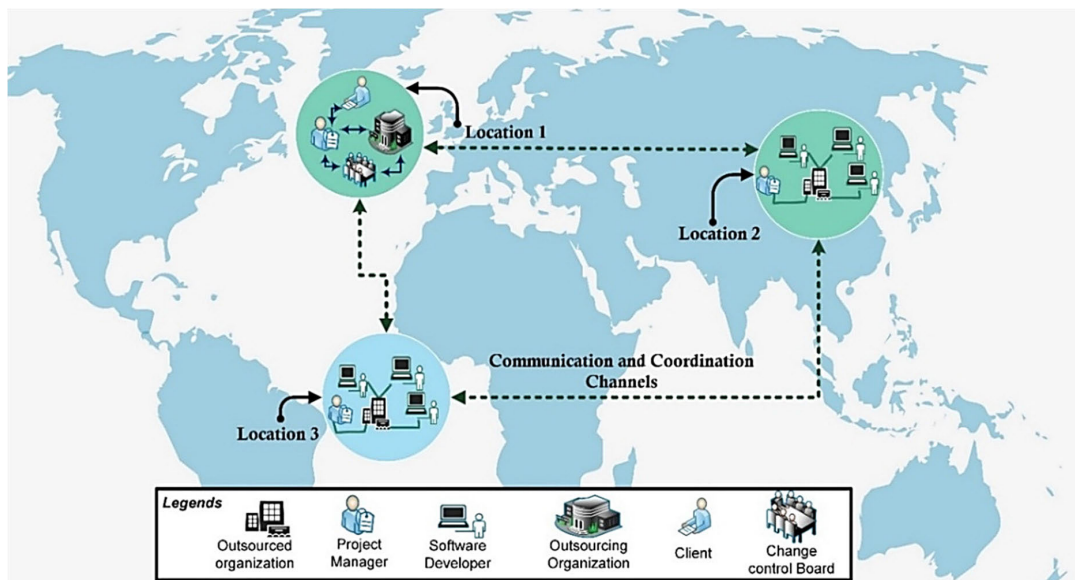 Location 1
Location 2
Communication and Coordination
Channels
Location 3
Legends
Outsourced
organization
Project
Manager
Software
Developer
Outsourcing
Organization
Client
Change
control Board